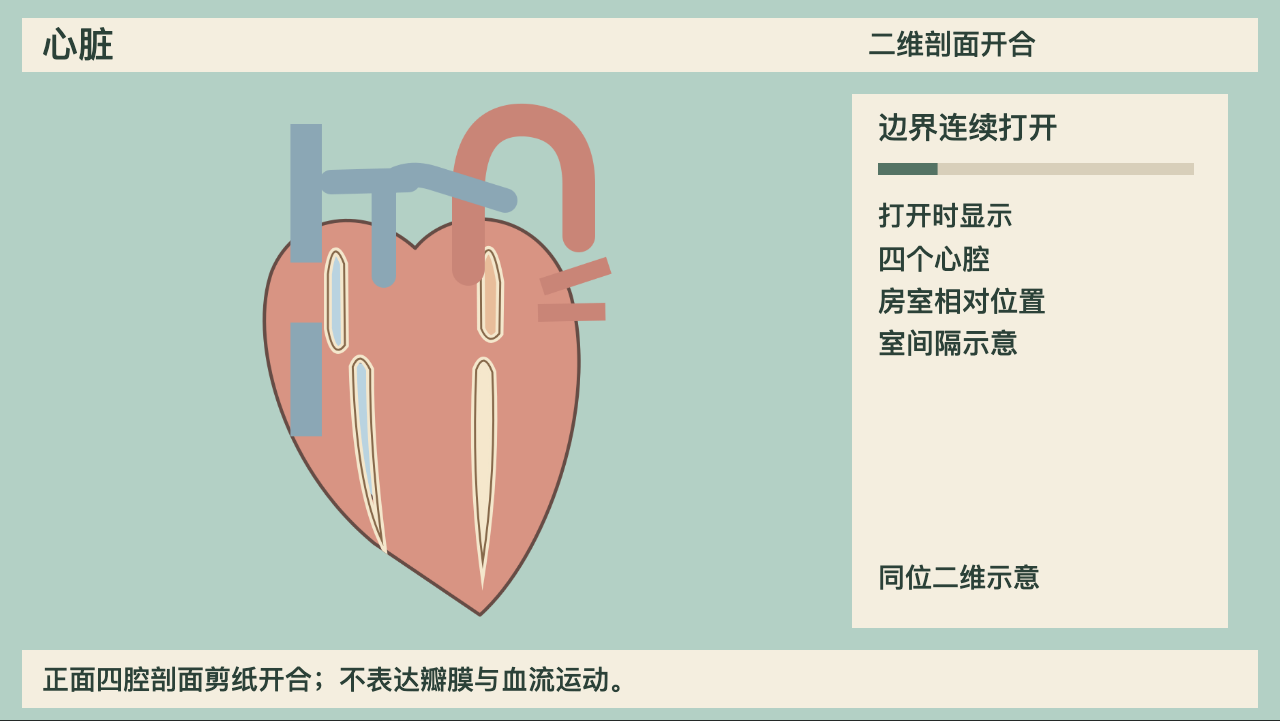 心脏
二维剖面开合
边界连续打开
打开时显示
四个心腔
房室相对位置
室间隔示意
同位二维示意
正面四腔剖面剪纸开合；不表达瓣膜与血流运动。